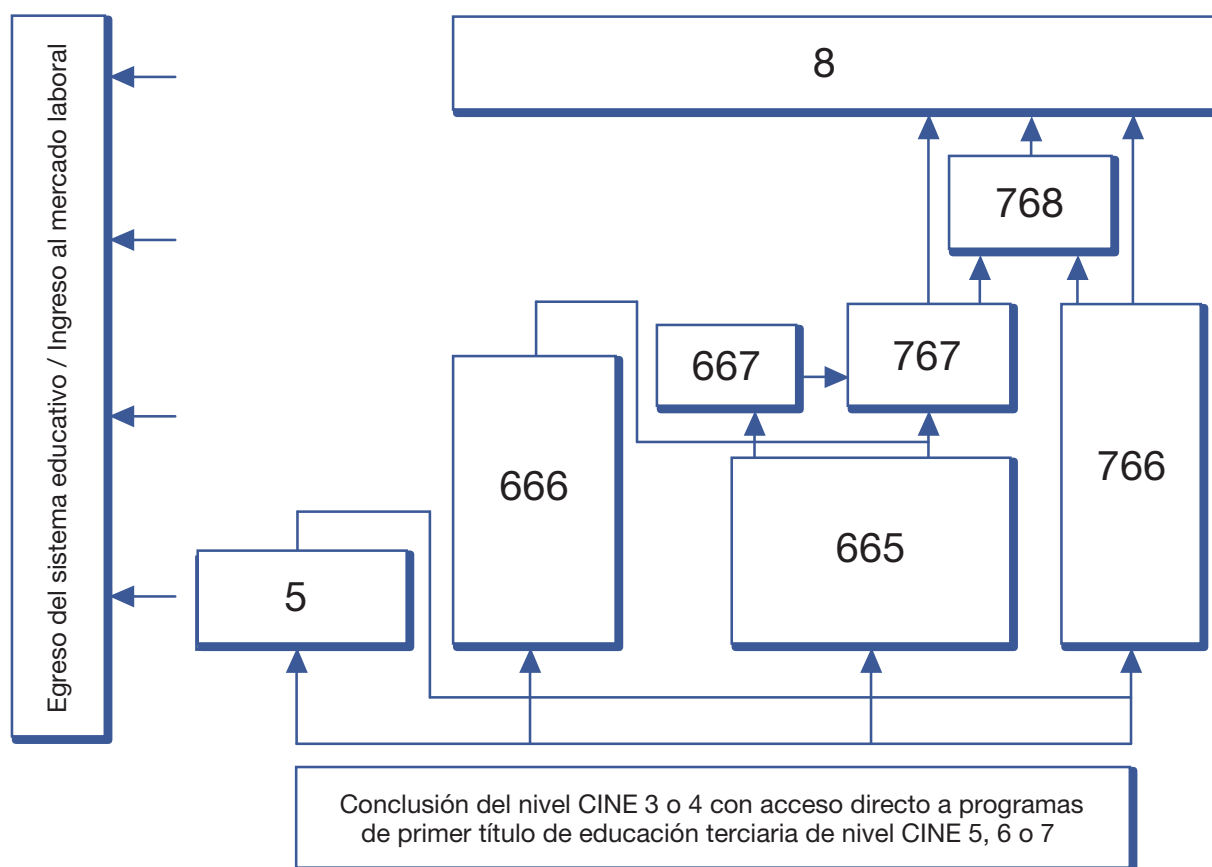 Egreso del sistema educativo / Ingreso al mercado laboral
8
768
667
767
666
766
665
5
Conclusión del nivel CINE 3 o 4 con acceso directo a programas
de primer título de educación terciaria de nivel CINE 5, 6 o 7